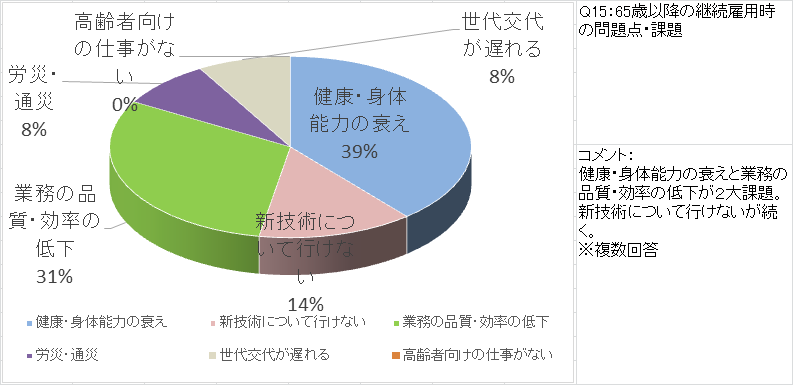 高齢者向け
の仕事がな
い
0%
世代交代
が遅れる
8%
労災・
通災
8%
健康・身体
能力の衰え
39%
業務の品
質・効率の
低下
31%
新技術につ
いて行けな
い
14%
健康・身体能力の衰え
新技術について行けない
業務の品質・効率の低下
労災・通災
世代交代が遅れる
高齢者向けの仕事がない
Q15:65歳以降の継続雇用時
の問題点・課題
コメント:
健康・身体能力の衰えと業務の
品質・効率の低下が2大課題。
新技術について行けないが続
く。
※複数回答